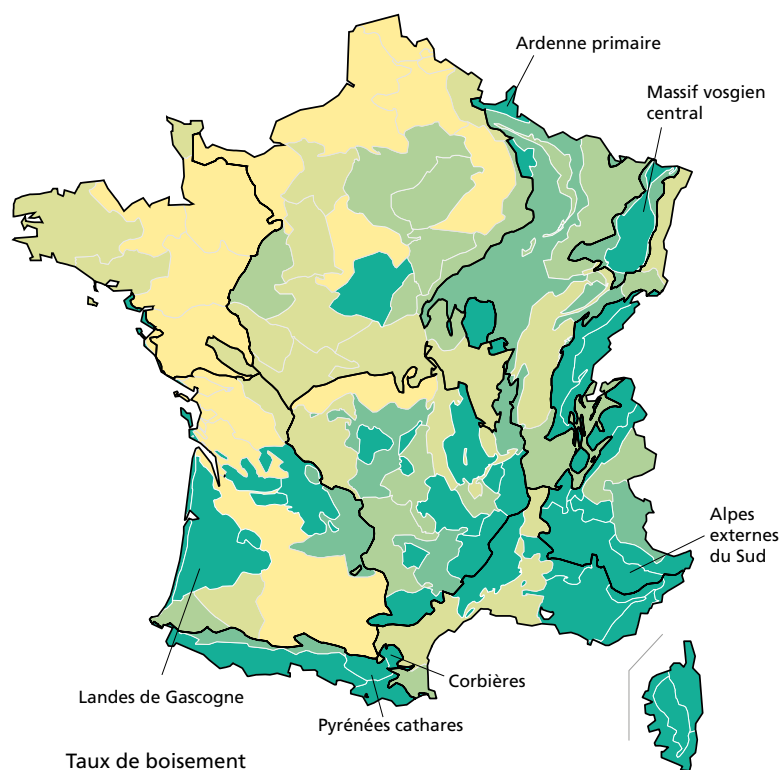 Ardenne primaire
Massif vosgien
central
Alpes
externes
du Sud
Corbières
Landes de Gascogne
Pyrénées cathares
Taux de boisement